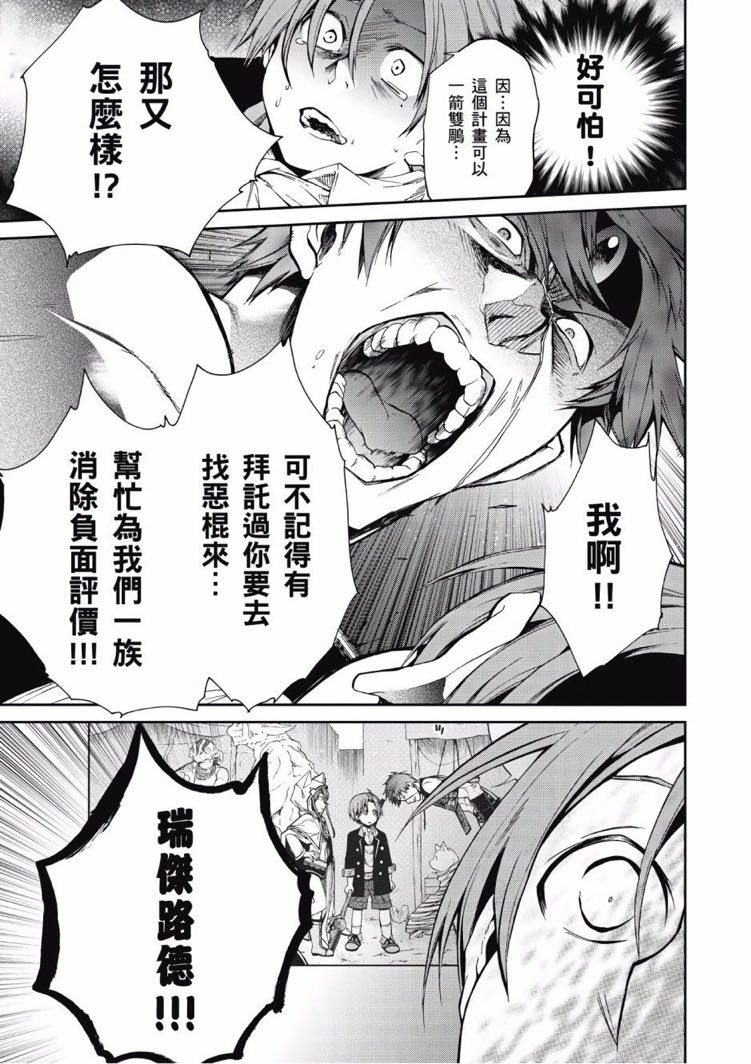 好可怕！
因…因為
這個計畫可以
一箭雙鵰…
那又
怎麼樣!?
我啊!!
可不記得有
拜託過你要去
找惡棍來…
幫忙為我們一族
消除負面評價!!!
瑞傑路德!!!